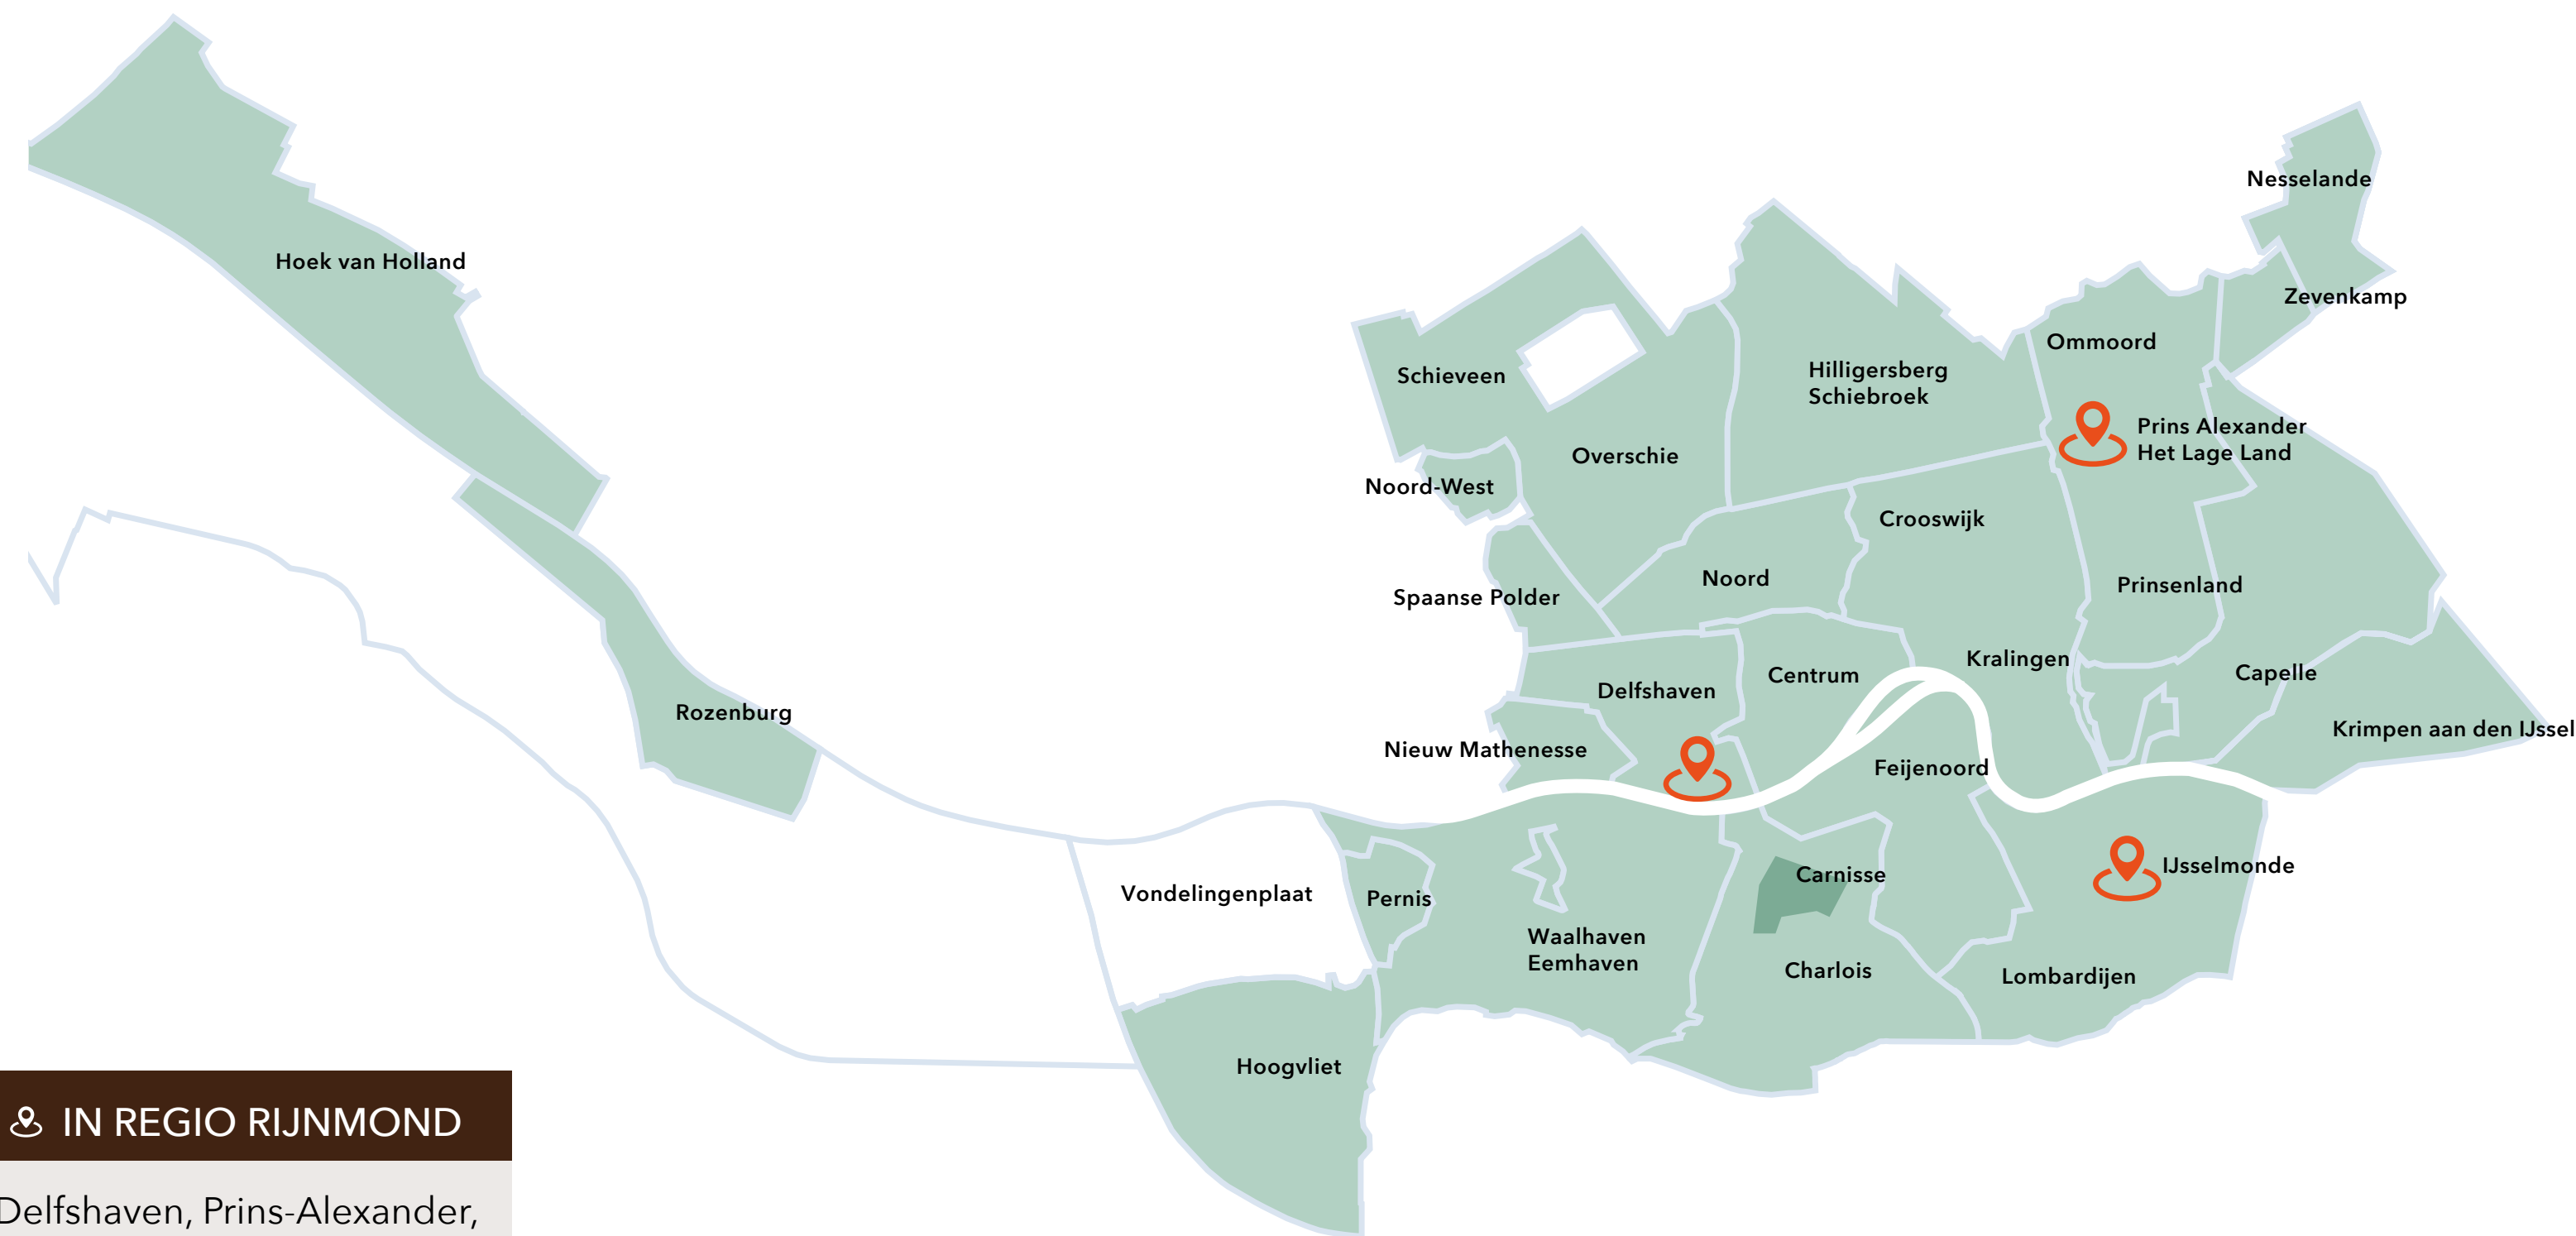 Nesselande
Hoek van Holland
Zevenkamp
Ommoord
Hilligersberg
Schiebroek
Schieveen
Prins Alexander
Het Lage Land
Overschie
Noord-West
Crooswijk
Noord
Prinsenland
Spaanse Polder
Kralingen
Centrum
Capelle
Delfshaven
Rozenburg
Krimpen aan den IJssel
Nieuw Mathenesse
Feijenoord
IJsselmonde
Carnisse
Vondelingenplaat
Pernis
Waalhaven
Eemhaven
Charlois
Lombardijen
Hoogvliet
IN REGIO RIJNMOND
Delfshaven, Prins-Alexander,